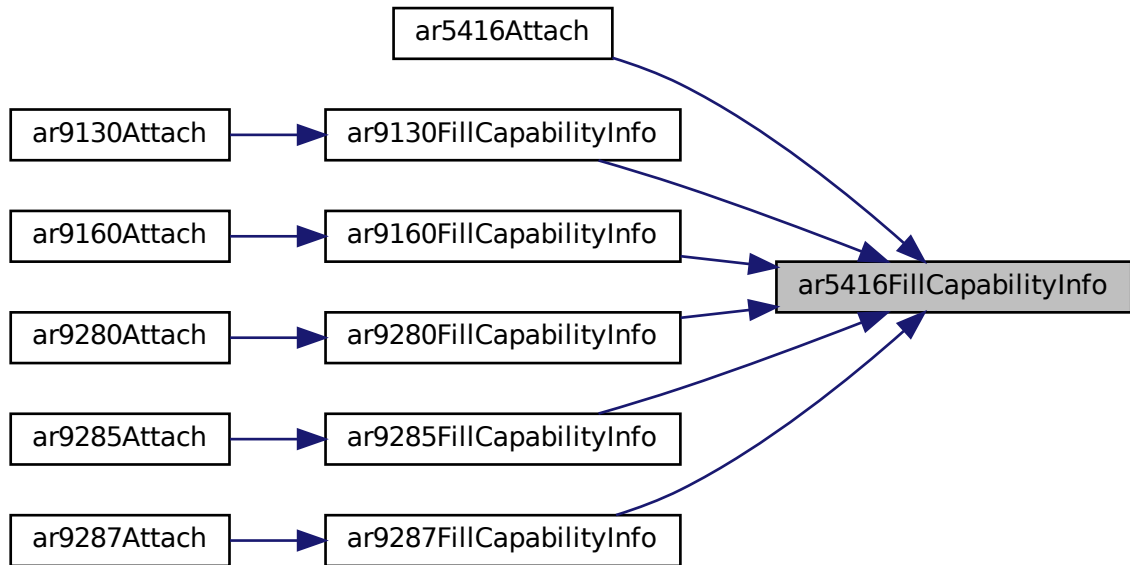 ar5416Attach
ar9130Attach
ar9130FillCapabilityInfo
ar9160Attach
ar9160FillCapabilityInfo
ar5416FillCapabilityInfo
ar9280Attach
ar9280FillCapabilityInfo
ar9285Attach
ar9285FillCapabilityInfo
ar9287Attach
ar9287FillCapabilityInfo